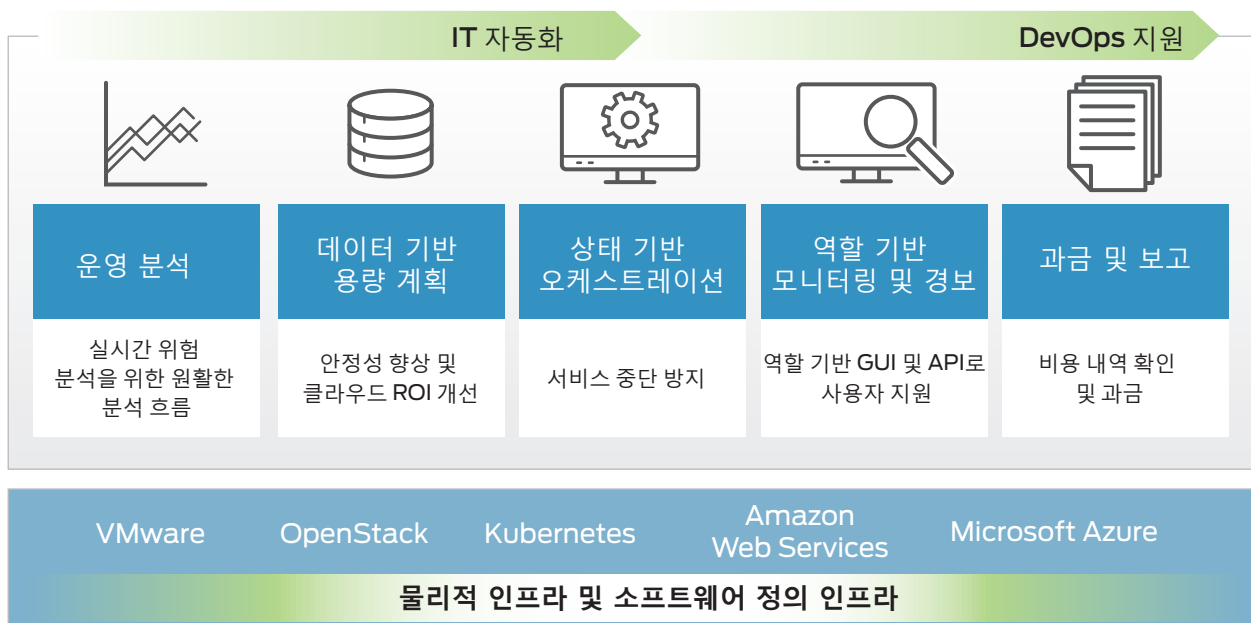 IT 자동화
DevOps 지원
운영 분석
데이터 기반
용량 계획
상태 기반
오케스트레이션
역할 기반
모니터링 및 경보
과금 및 보고
실시간 위험
분석을 위한 원활한
분석 흐름
안정성 향상 및
클라우드 ROI 개선
서비스 중단 방지
역할 기반 GUI 및 API로
사용자 지원
비용 내역 확인
및 과금
VMware
OpenStack
Kubernetes
Amazon
Web Services
Microsoft Azure
물리적 인프라 및 소프트웨어 정의 인프라